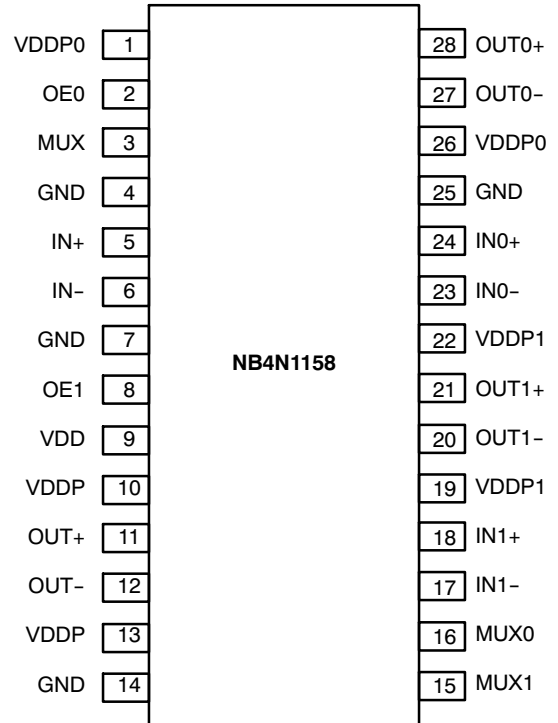 VDDP0 1 28 OUT0+
OE0 2 27 OUT0-
MUX 3 26 VDDP0
GND 4 25 GND
IN+ 5 24 IN0+
IN- 6 23 IN0-
GND 7 22 VDDP1
NB4N1158
OE1 8 21 OUT1+
VDD 9 20 OUT1-
VDDP 10 19 VDDP1
OUT+ 11 18 IN1+
OUT- 12 17 IN1-
VDDP 13 16 MUX0
GND 14 15 MUX1